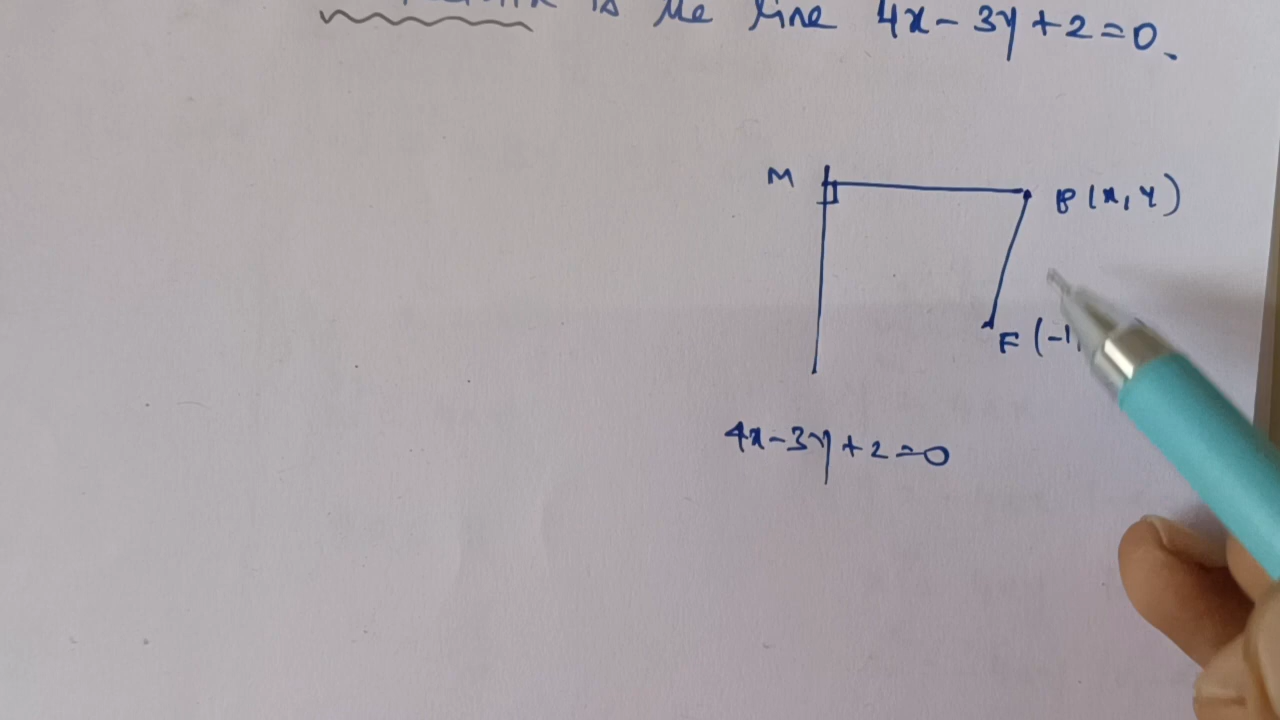 is the line 4x - 3y + 2 = 0.
M
P (x, y)
F (-1,
4x - 3y + 2 = 0